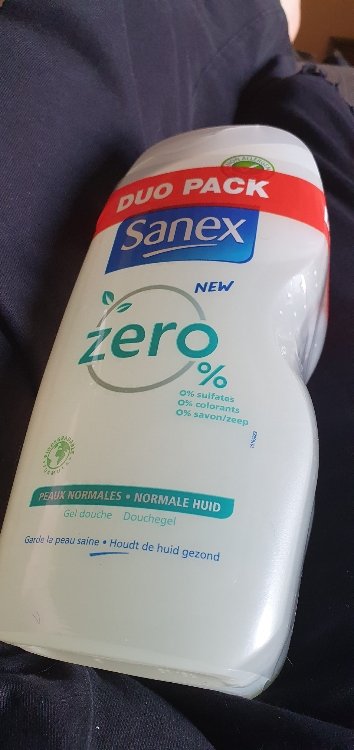 DUO PACK
Sanex
NEW
zero
%
0% sulfates
0% colorants
0% savon/zeep
PEAUX NORMALES • NORMALE HUID
Gel douche Douchegel
Garde la peau saine • Houdt de huid gezond